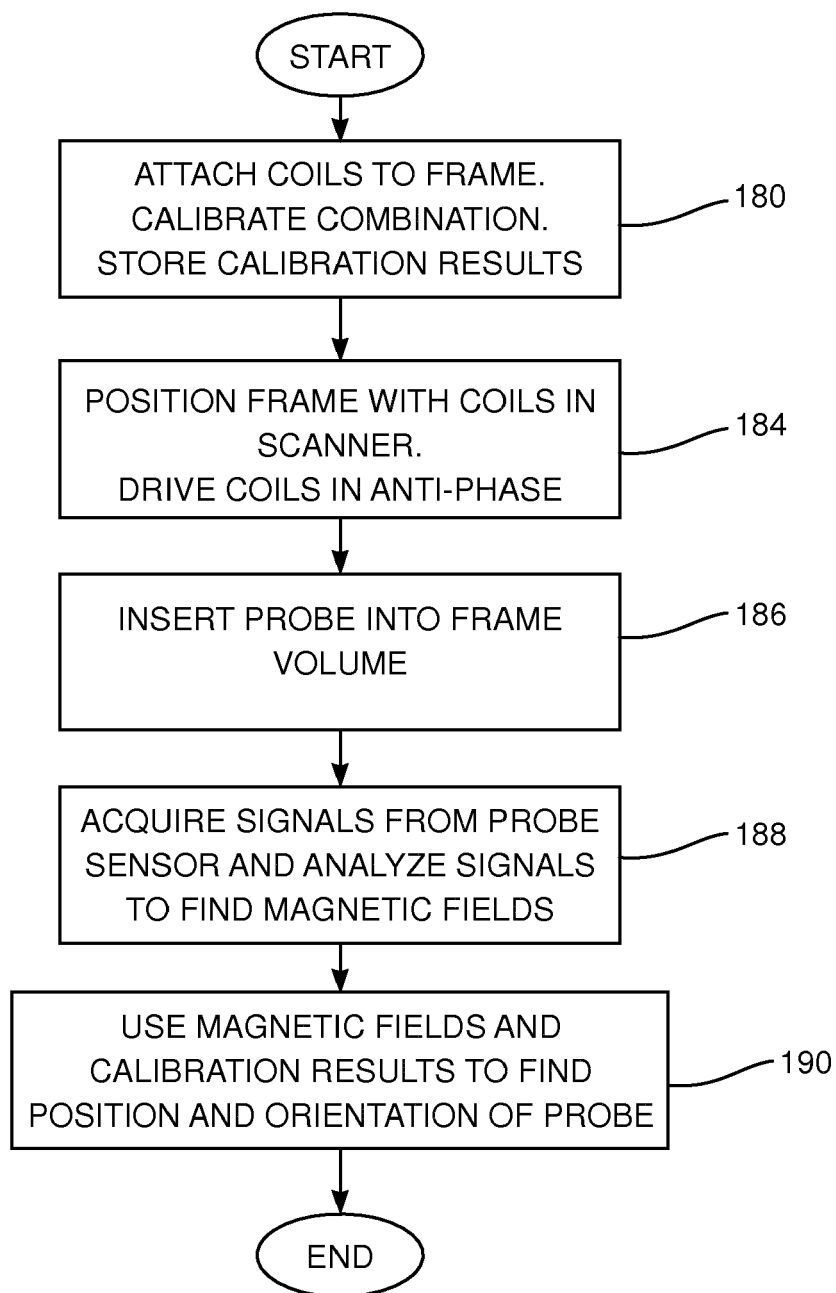 START
ATTACH COILS TO FRAME.
CALIBRATE COMBINATION.
STORE CALIBRATION RESULTS
180
POSITION FRAME WITH COILS IN
SCANNER.
DRIVE COILS IN ANTI-PHASE
184
INSERT PROBE INTO FRAME
VOLUME
186
ACQUIRE SIGNALS FROM PROBE
SENSOR AND ANALYZE SIGNALS
TO FIND MAGNETIC FIELDS
188
USE MAGNETIC FIELDS AND
CALIBRATION RESULTS TO FIND
POSITION AND ORIENTATION OF PROBE
190
END